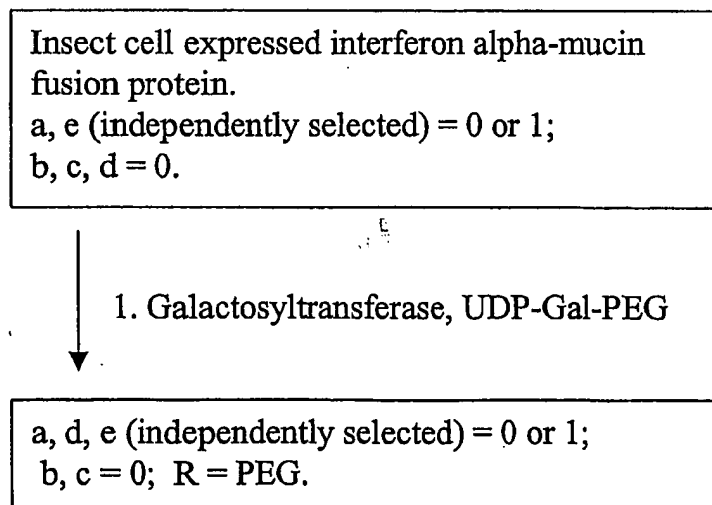 Insect cell expressed interferon alpha-mucin
fusion protein.
a, e (independently selected) = 0 or 1;
b, c, d = 0.
1. Galactosyltransferase, UDP-Gal-PEG
a, d, e (independently selected) = 0 or 1;
b, c = 0; R = PEG.